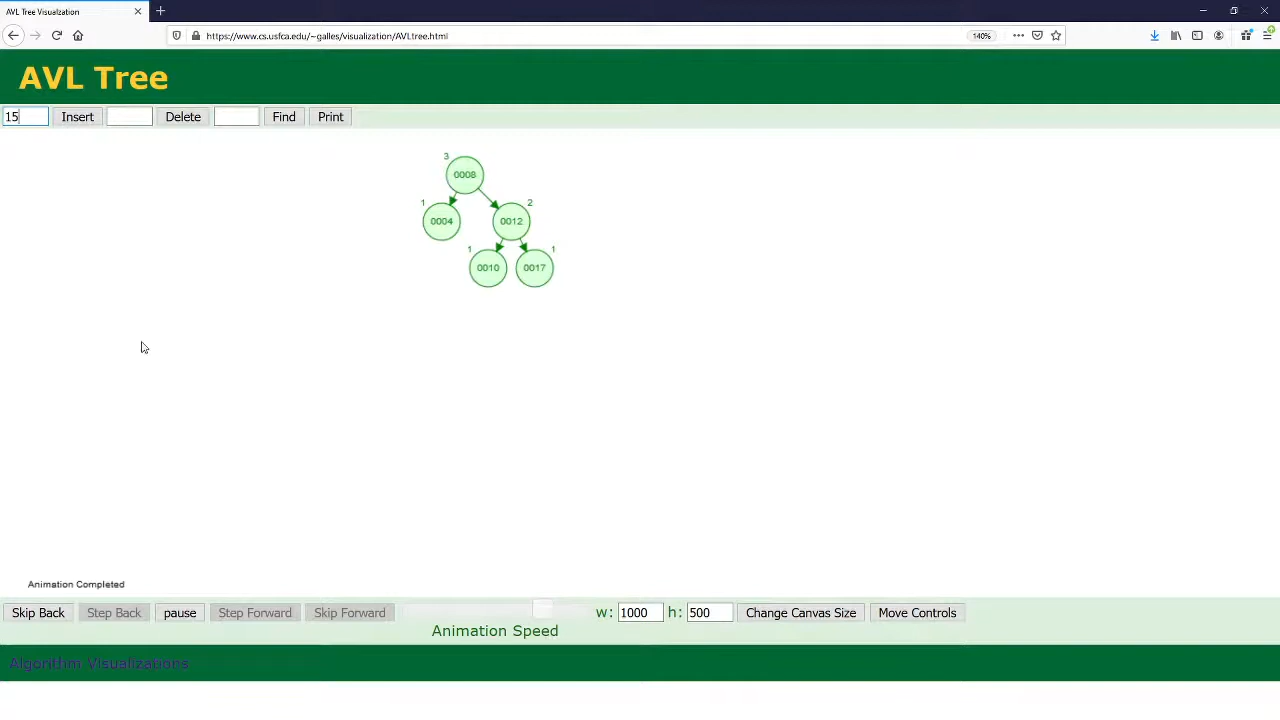 AVL Tree Visualzation
https://www.cs.usfca.edu/~galles/visualization/AVLtree.html 140%
AVL Tree
15 Insert Delete Find Print
3
0008
1 2
0004 0012
1 1
0010 0017
Animation Completed
Skip Back Step Back pause Step Forward Skip Forward w: 1000 h: 500 Change Canvas Size Move Controls
Animation Speed
Algorithm Visualizations